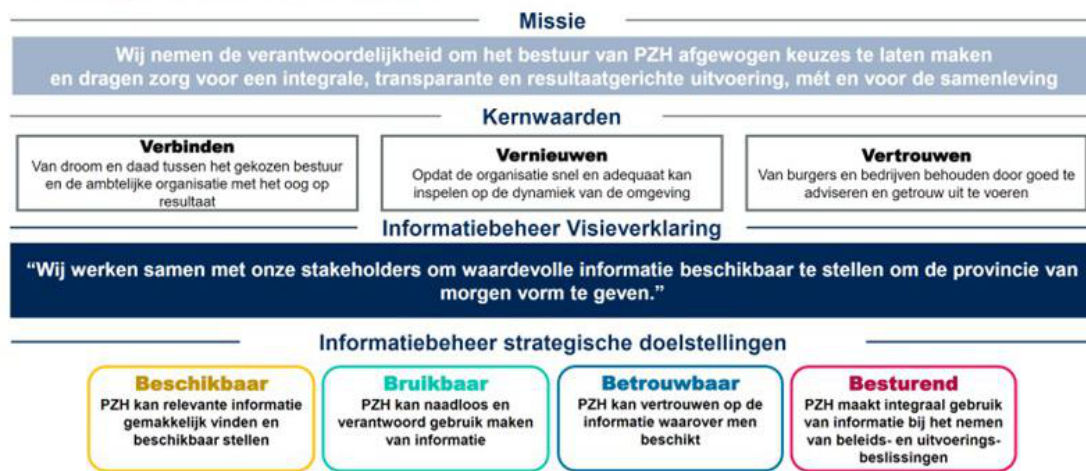 Missie
Wij nemen de verantwoordelijkheid om het bestuur van PZH afgewogen keuzes te laten maken
en dragen zorg voor een integrale, transparante en resultaatgerichte uitvoering, mét en voor de samenleving
Kernwaarden
Verbinden
Van droom en daad tussen het gekozen bestuur
en de ambtelijke organisatie met het oog op
resultaat
Vernieuwen
Opdat de organisatie snel en adequaat kan
inspelen op de dynamiek van de omgeving
Vertrouwen
Van burgers en bedrijven behouden door goed te
adviseren en getrouw uit te voeren
Informatiebeheer Visieverklaring
“Wij werken samen met onze stakeholders om waardevolle informatie beschikbaar te stellen om de provincie van
morgen vorm te geven.”
Informatiebeheer strategische doelstellingen
Beschikbaar
PZH kan relevante informatie
gemakkelijk vinden en
beschikbaar stellen
Bruikbaar
PZH kan naadloos en
verantwoord gebruik maken
van informatie
Betrouwbaar
PZH kan vertrouwen op de
informatie waarover men
beschikt
Besturend
PZH maakt integraal gebruik
van informatie bij het nemen
van beleids- en uitvoerings-
beslissingen